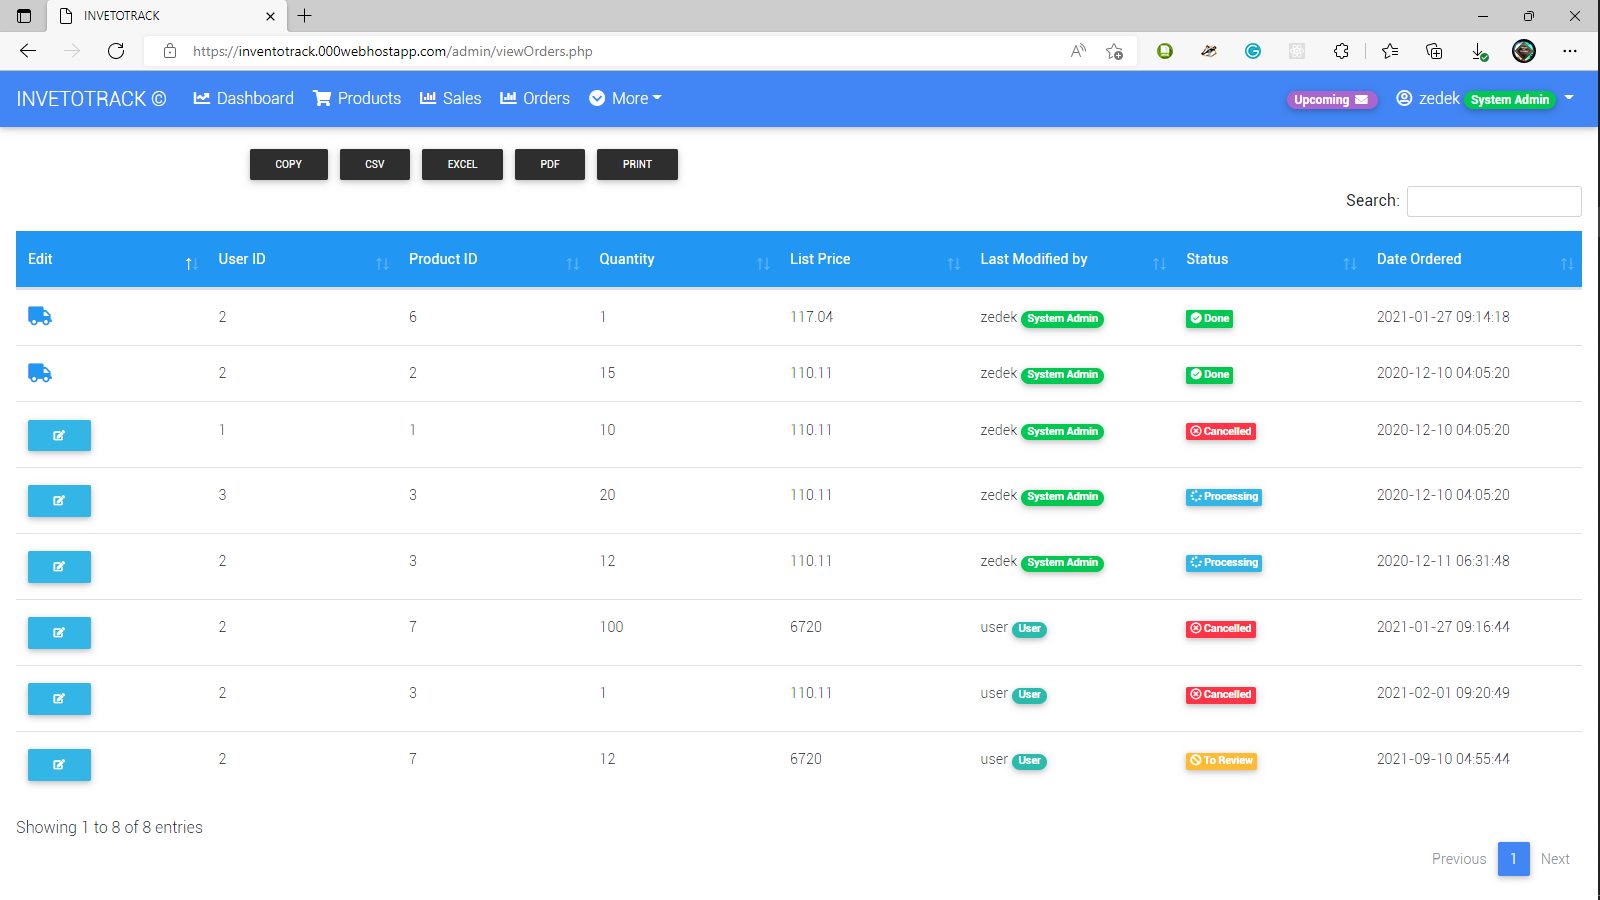 INVETOTRACK
https://inventotrack.000webhostapp.com/admin/viewOrders.php
INVETOTRACK © Dashboard Products Sales Orders More Upcoming zedek System Admin
COPY CSV EXCEL PDF PRINT
Search:
Edit User ID Product ID Quantity List Price Last Modified by Status Date Ordered
2 6 1 117.04 zedek System Admin Done 2021-01-27 09:14:18
2 2 15 110.11 zedek System Admin Done 2020-12-10 04:05:20
1 1 10 110.11 zedek System Admin Cancelled 2020-12-10 04:05:20
3 3 20 110.11 zedek System Admin Processing 2020-12-10 04:05:20
2 3 12 110.11 zedek System Admin Processing 2020-12-11 06:31:48
2 7 100 6720 user User Cancelled 2021-01-27 09:16:44
2 3 1 110.11 user User Cancelled 2021-02-01 09:20:49
2 7 12 6720 user User To Review 2021-09-10 04:55:44
Showing 1 to 8 of 8 entries
Previous 1 Next